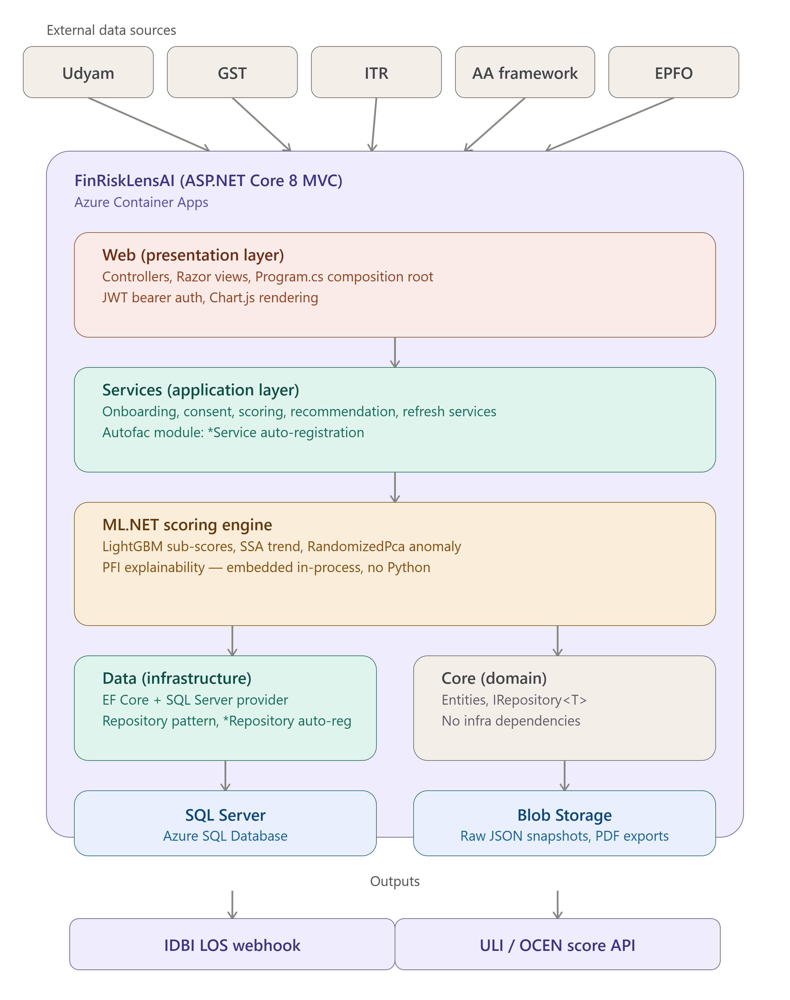 External data sources
Udyam
GST
ITR
AA framework
EPFO
FinRiskLensAI (ASP.NET Core 8 MVC)
Azure Container Apps
Web (presentation layer)
Controllers, Razor views, Program.cs composition root
JWT bearer auth, Chart.js rendering
Services (application layer)
Onboarding, consent, scoring, recommendation, refresh services
Autofac module: *Service auto-registration
ML.NET scoring engine
LightGBM sub-scores, SSA trend, RandomizedPca anomaly
PFI explainability — embedded in-process, no Python
Data (infrastructure)
EF Core + SQL Server provider
Repository pattern, *Repository auto-reg
Core (domain)
Entities, IRepository<T>
No infra dependencies
SQL Server
Azure SQL Database
Blob Storage
Raw JSON snapshots, PDF exports
Outputs
IDBI LOS webhook
ULI / OCEN score API